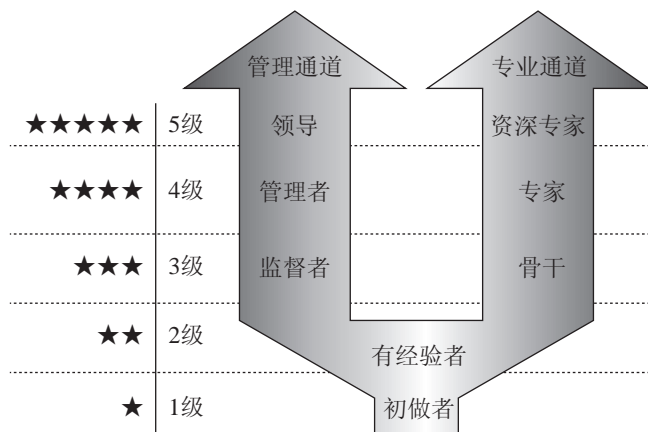 管理通道 专业通道
★★★★★ 5级 领导 资深专家
★★★★ 4级 管理者 专家
★★★ 3级 监督者 骨干
★★ 2级
有经验者
★ 1级 初做者